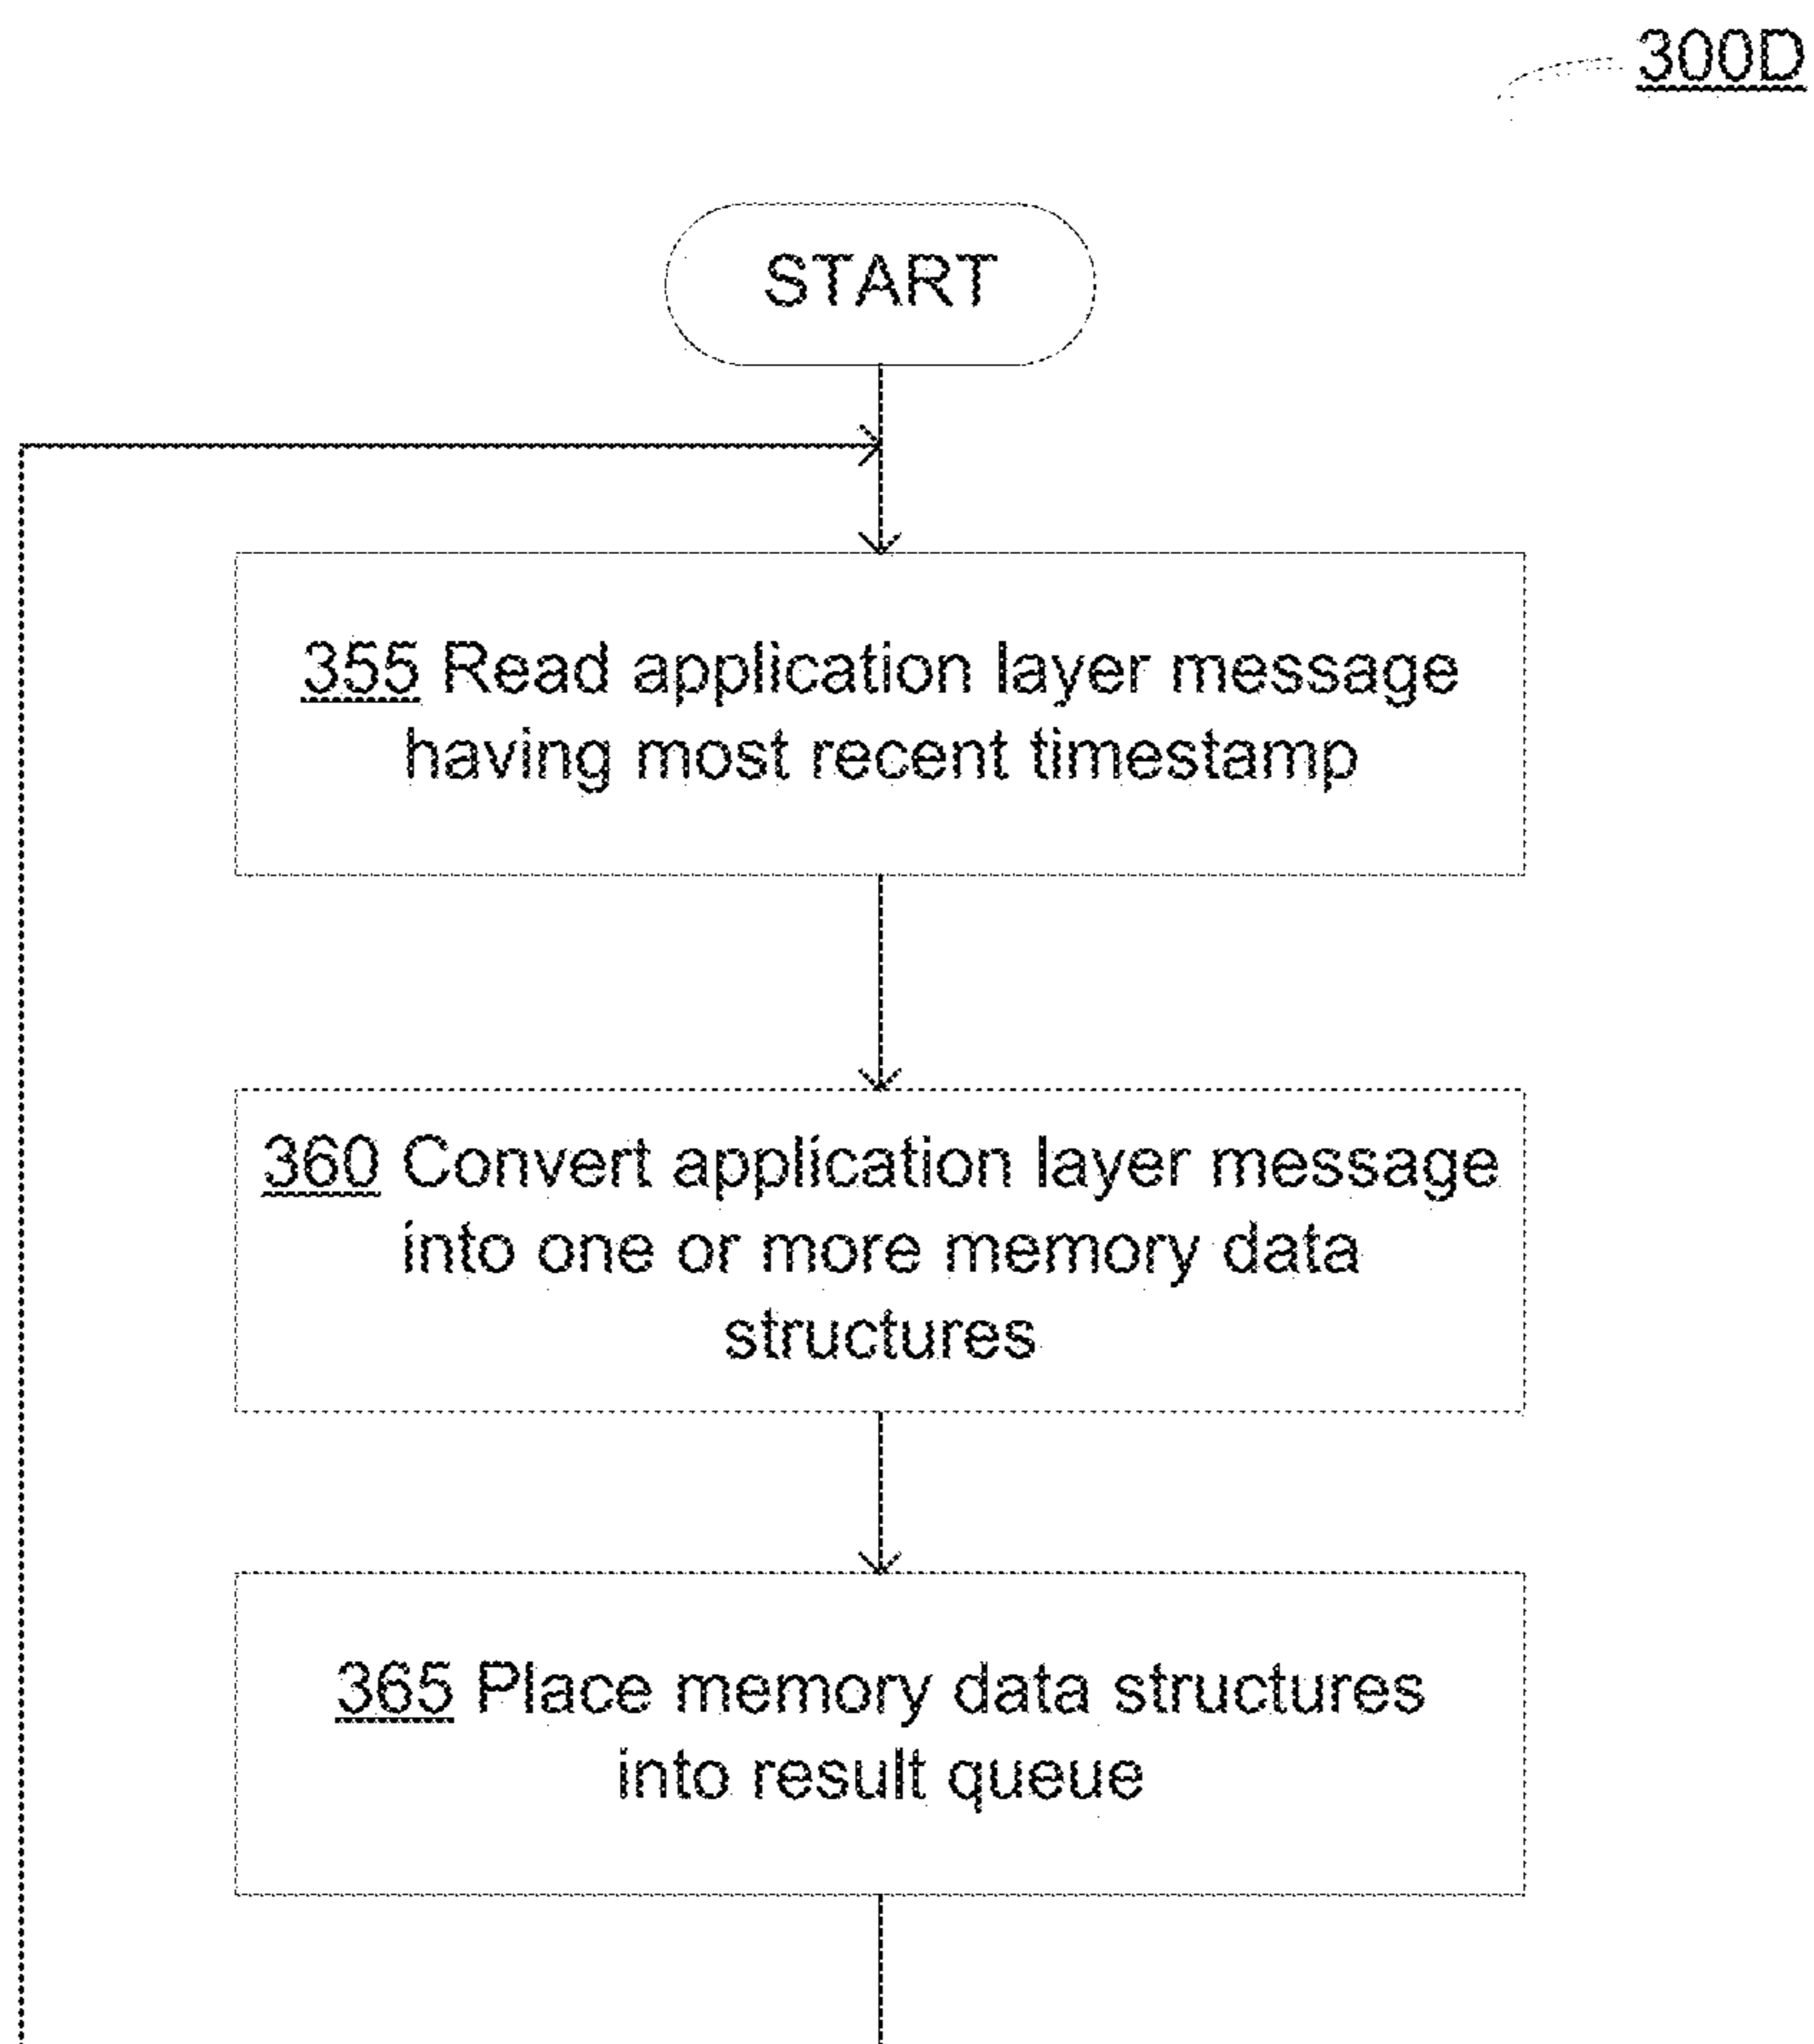 300D
START
355 Read application layer message
having most recent timestamp
360 Convert application layer message
into one or more memory data
structures
365 Place memory data structures
into result queue